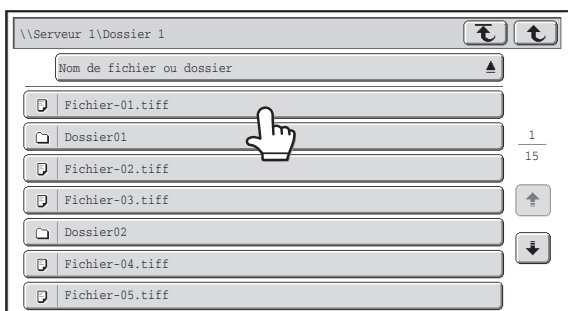 \\Serveur 1\Dossier 1
Nom de fichier ou dossier
Fichier-01.tiff
Dossier01
Fichier-02.tiff
Fichier-03.tiff
Dossier02
Fichier-04.tiff
Fichier-05.tiff
1
15